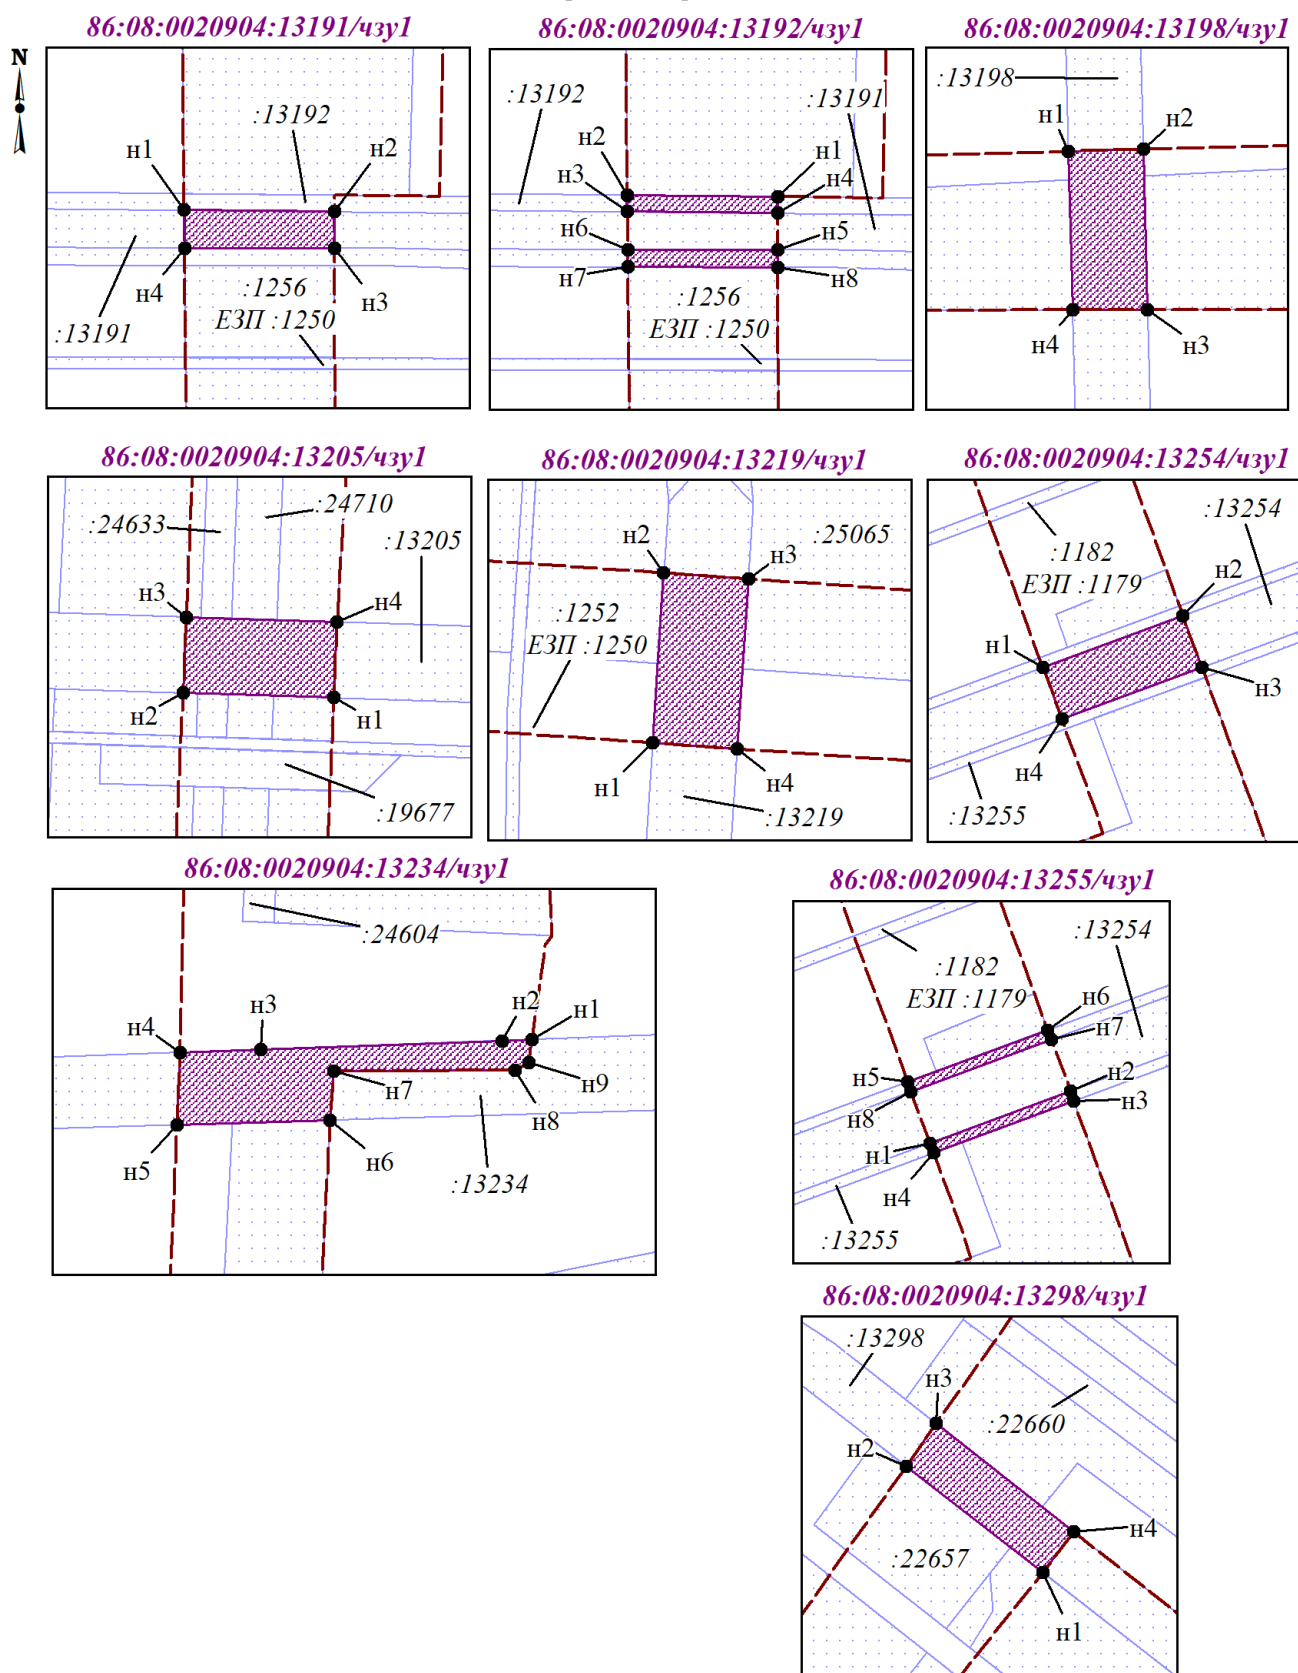 86:08:0020904:13191/чзу1
86:08:0020904:13192/чзу1
86:08:0020904:13198/чзу1
N
:13192
н1
н2
н4
н3
:13191
:1256
ЕЗП :1250
:13192
:13191
н2
н1
н3
н4
н6
н5
н7
н8
:1256
ЕЗП :1250
:13198
н1
н2
н4
н3
86:08:0020904:13205/чзу1
86:08:0020904:13219/чзу1
86:08:0020904:13254/чзу1
:24710
:24633
:13205
н3
н4
н2
н1
:19677
:25065
н2
н3
:1252
ЕЗП :1250
н1
н4
:13219
:13254
:1182
ЕЗП :1179
н2
н1
н3
н4
:13255
86:08:0020904:13234/чзу1
86:08:0020904:13255/чзу1
:24604
н2
н1
н3
н4
н7
н9
н8
н5
н6
:13234
:13254
:1182
ЕЗП :1179
н6
н7
н5
н2
н8
н3
н1
н4
:13255
86:08:0020904:13298/чзу1
:13298
н3
:22660
н2
н4
:22657
н1